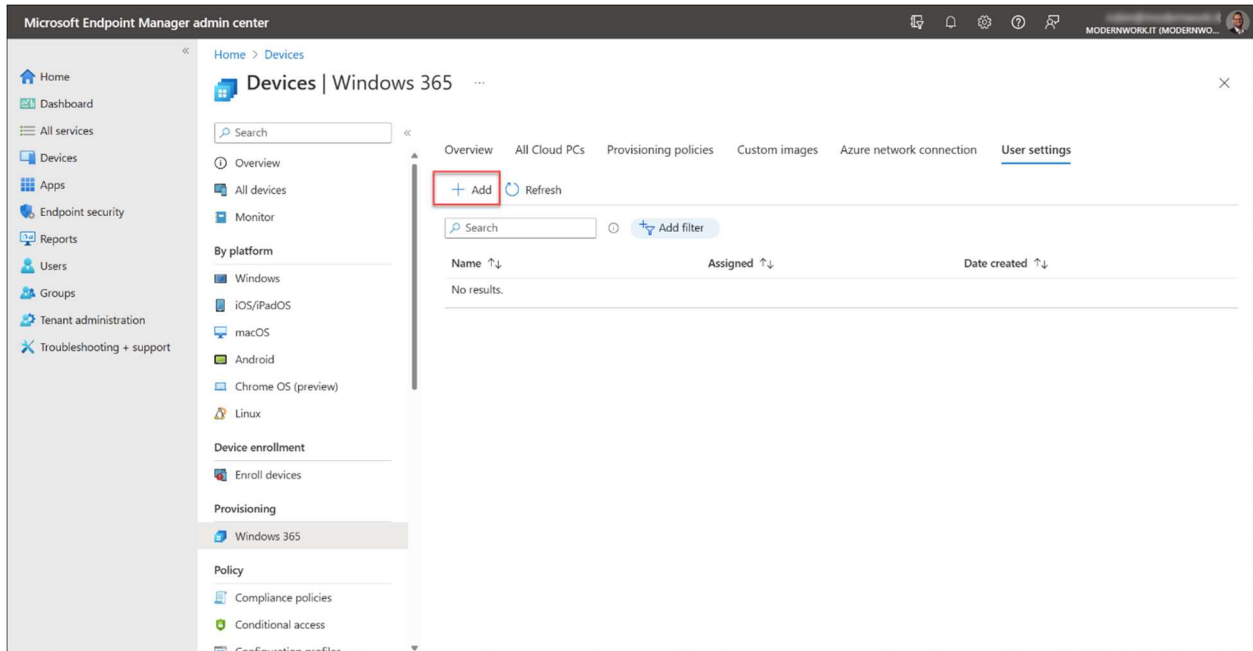 Microsoft Endpoint Manager admin center
MODERNWORK.IT (MODERNWO...
Home > Devices
Devices | Windows 365 ...
Home
Dashboard
All services
Devices
Apps
Endpoint security
Reports
Users
Groups
Tenant administration
Troubleshooting + support
Search
Overview
All devices
Monitor
By platform
Windows
iOS/iPadOS
macOS
Android
Chrome OS (preview)
Linux
Device enrollment
Enroll devices
Provisioning
Windows 365
Policy
Compliance policies
Conditional access
Configuration profiles
Overview All Cloud PCs Provisioning policies Custom images Azure network connection User settings
+ Add Refresh
Search Add filter
Name ↑↓ Assigned ↑↓ Date created ↑↓
No results.